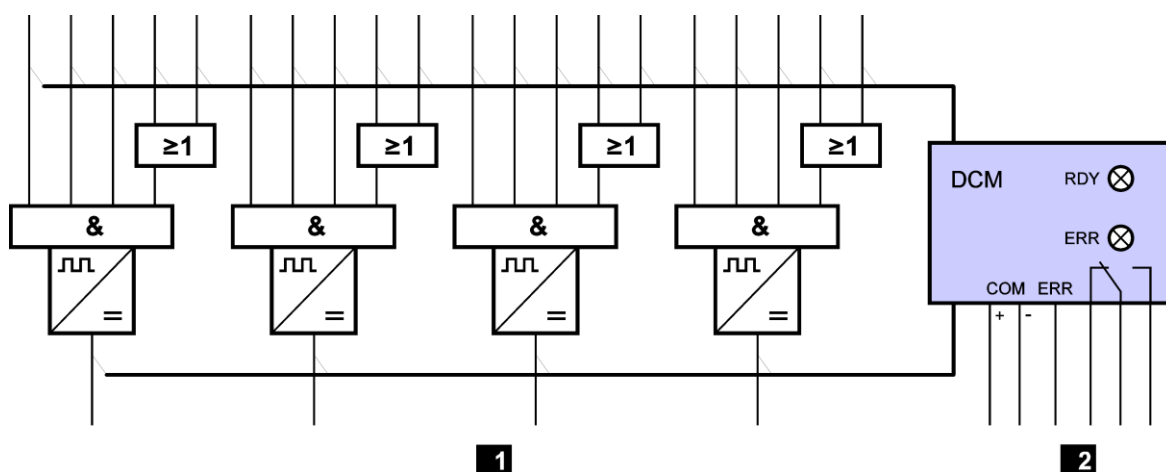 ≥1 ≥1 ≥1 ≥1
DCM RDY
& & & &
ERR
COM ERR
+ -
= = = =
1 2